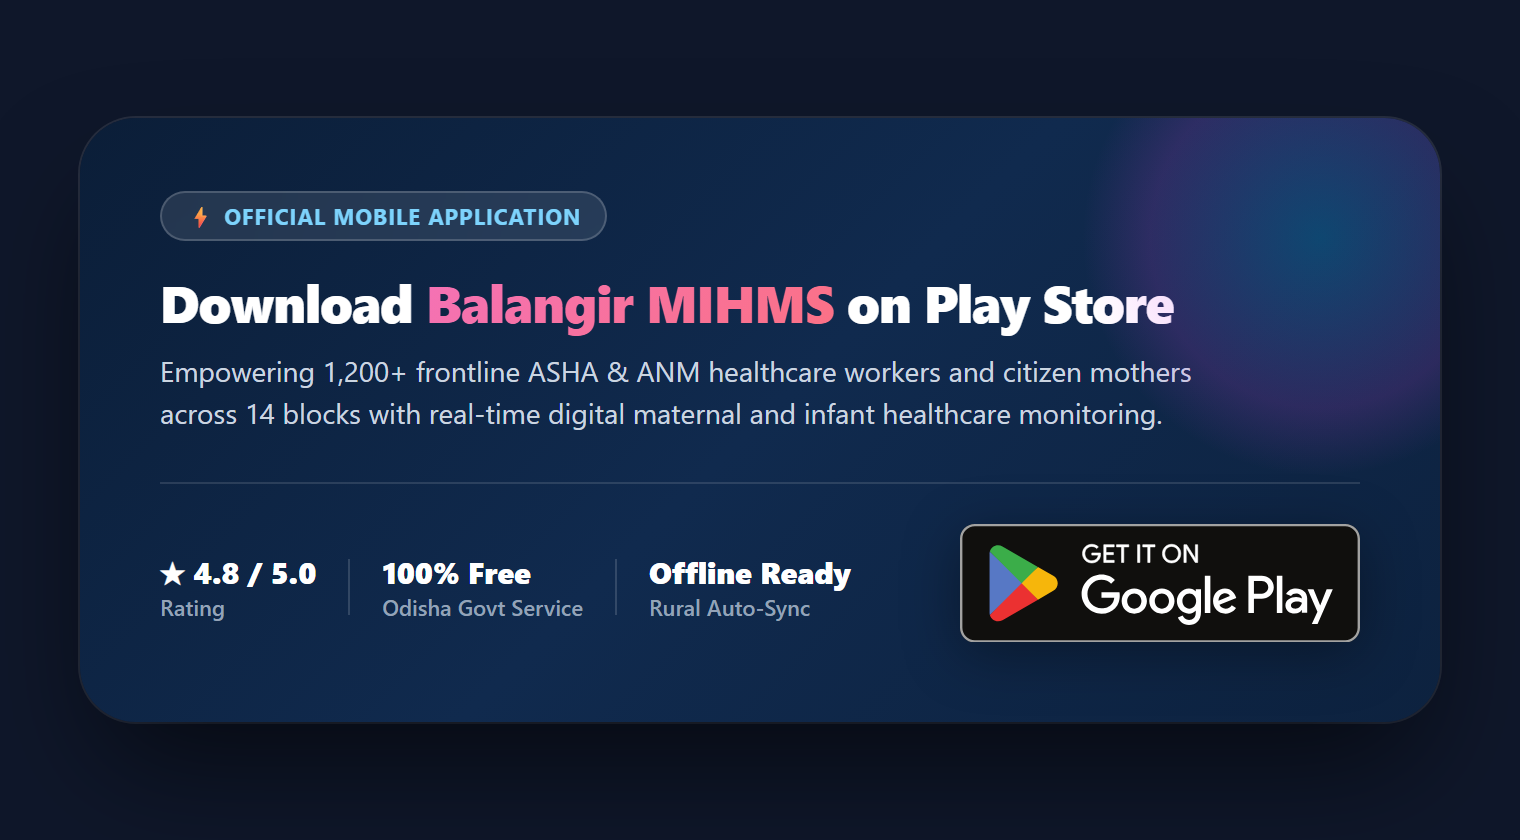 OFFICIAL MOBILE APPLICATION
Download Balangir MIHMS on Play Store
Empowering 1,200+ frontline ASHA & ANM healthcare workers and citizen mothers
across 14 blocks with real-time digital maternal and infant healthcare monitoring.
★ 4.8 / 5.0
Rating
100% Free
Odisha Govt Service
Offline Ready
Rural Auto-Sync
GET IT ON
Google Play